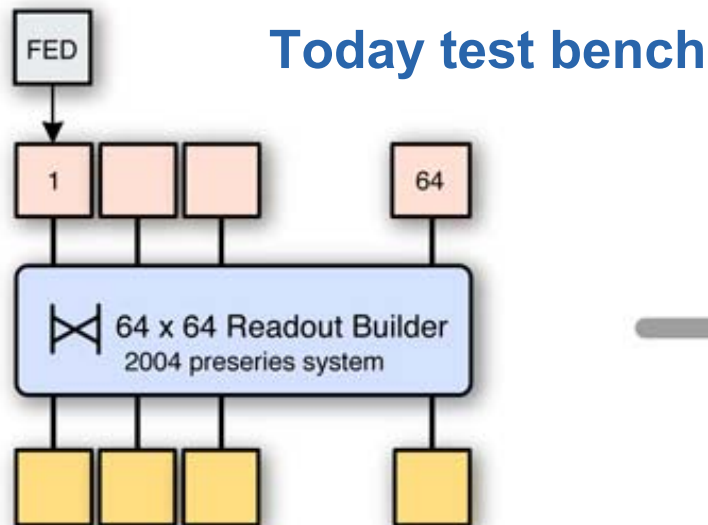 FED
Today test bench
1
64
64 x 64 Readout Builder
2004 preseries system